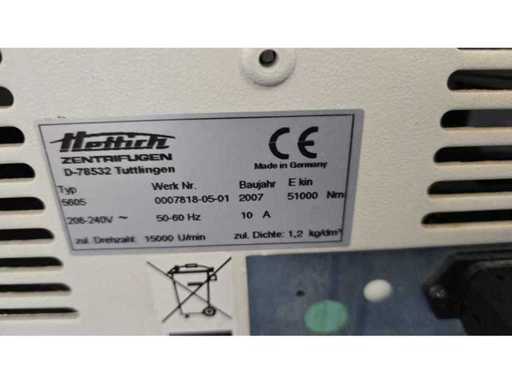 Hettich
ZENTRIFUGEN
D-78532 Tuttlingen
CE
Made in Germany
Typ Werk Nr. Baujahr E kin
5605 0007818-05-01 2007 51000 Nm
208-240V ~ 50-60 Hz 10 A
zul. Drehzahl: 15000 U/min zul. Dichte: 1,2 kg/dm³